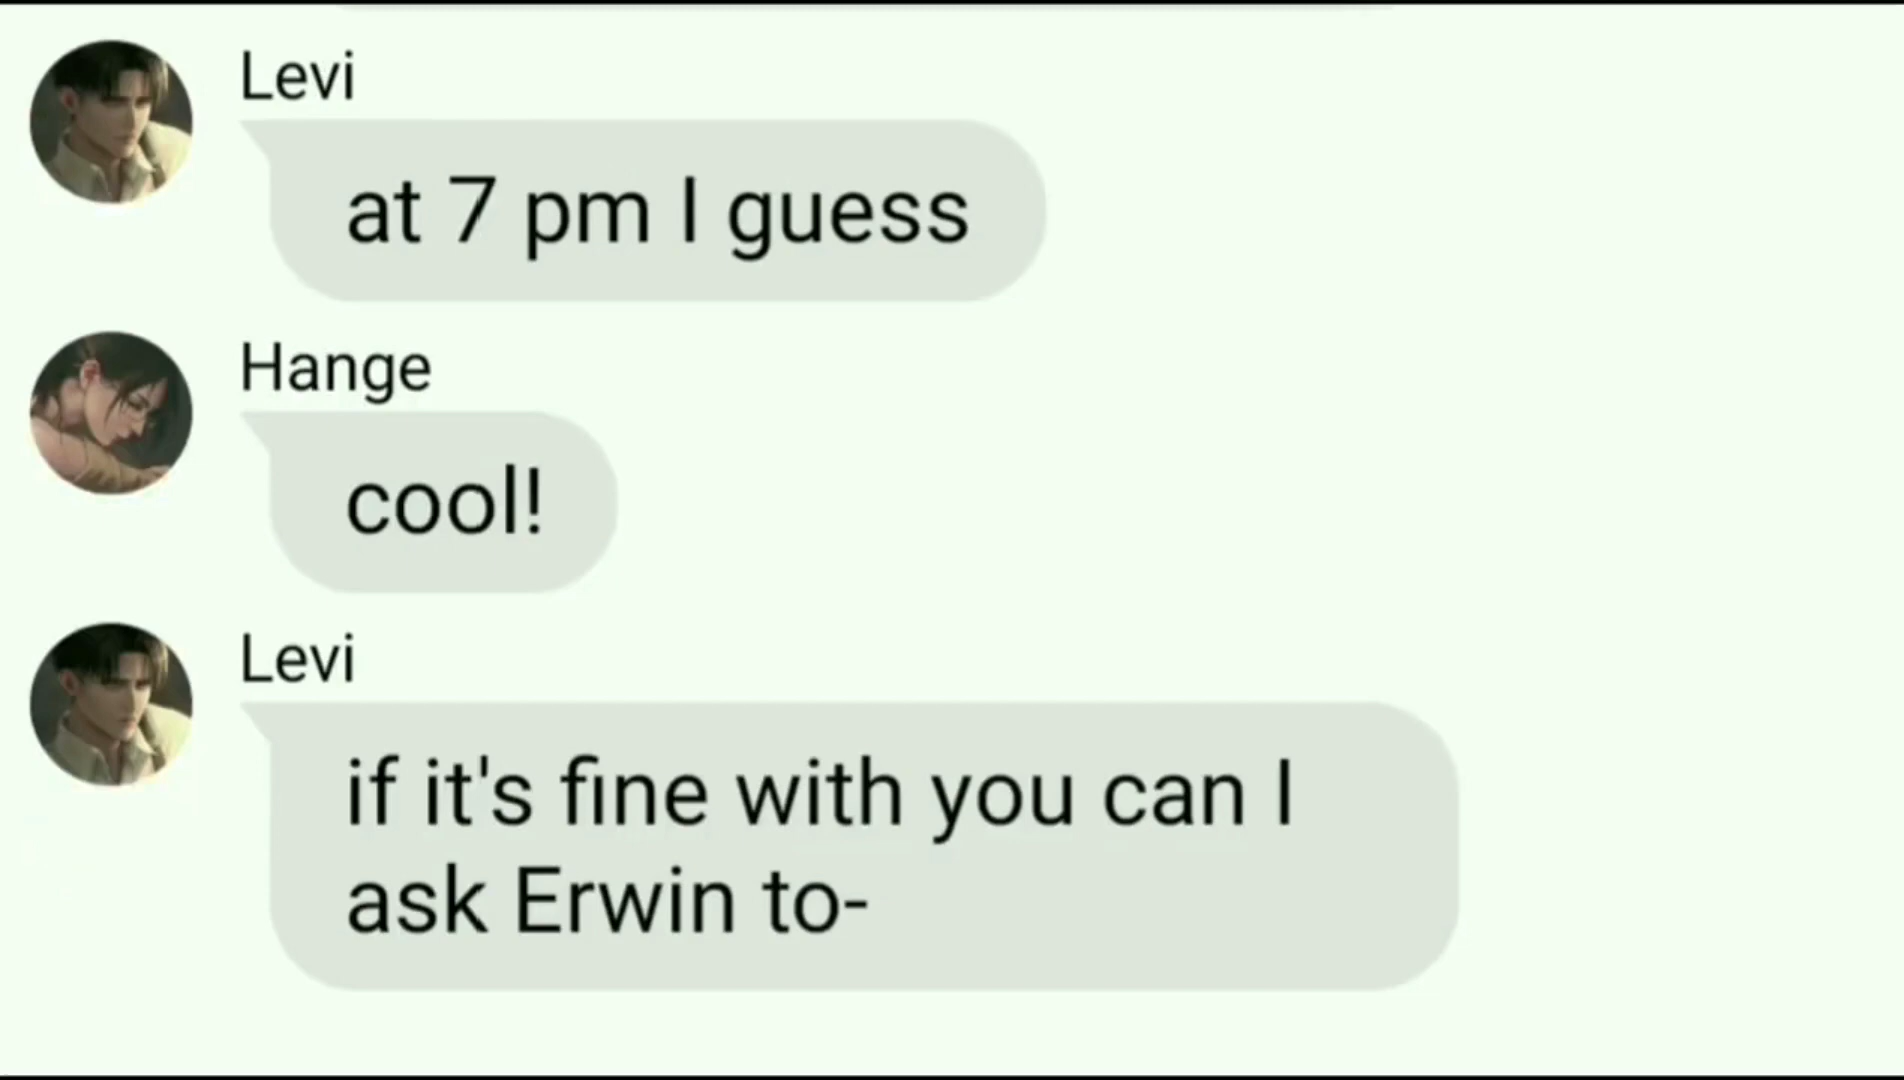 Levi
at 7 pm I guess
Hange
cool!
Levi
if it's fine with you can I
ask Erwin to-